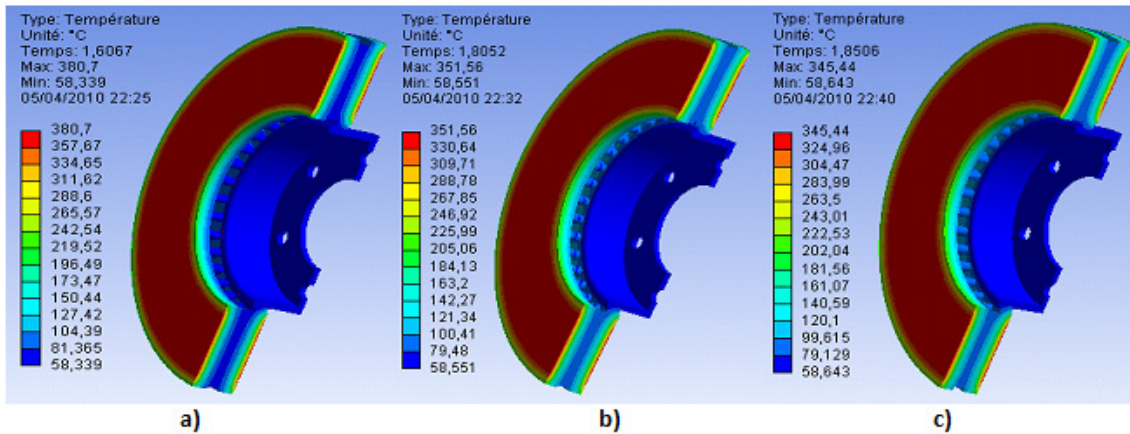 Type: Température
Unité: °C
Temps: 1,6067
Max: 380,7
Min: 58,339
05/04/2010 22:25
380,7
357,67
334,65
311,62
288,6
265,57
242,54
219,52
196,49
173,47
150,44
127,42
104,39
81,365
58,339
a)
Type: Température
Unité: °C
Temps: 1,8052
Max: 351,56
Min: 58,551
05/04/2010 22:32
351,56
330,64
309,71
288,78
267,85
246,92
225,99
205,06
184,13
163,2
142,27
121,34
100,41
79,48
58,551
b)
Type: Température
Unité: °C
Temps: 1,8506
Max: 345,44
Min: 58,643
05/04/2010 22:40
345,44
324,96
304,47
283,99
263,5
243,01
222,53
202,04
181,56
161,07
140,59
120,1
99,615
79,129
58,643
c)